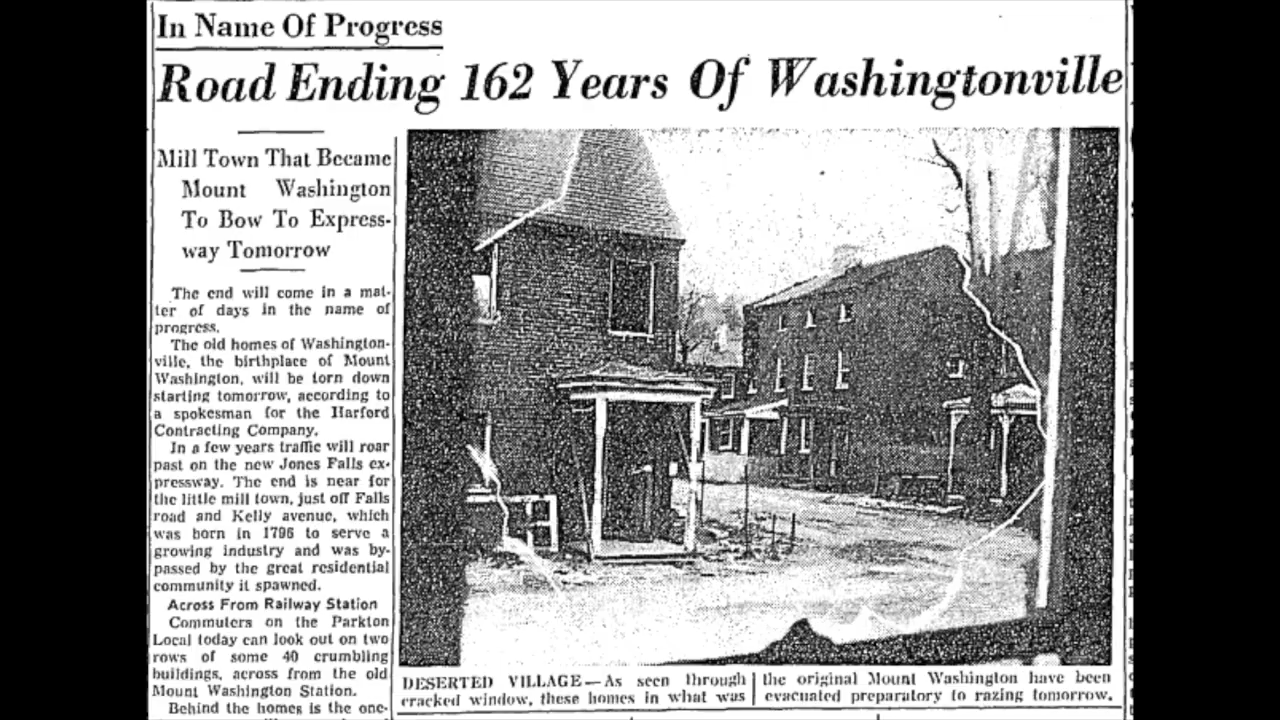 In Name Of Progress
Road Ending 162 Years Of Washingtonville
Mill Town That Became
Mount Washington
To Bow To Express-
way Tomorrow
The end will come in a mat-
ter of days in the name of
progress.
The old homes of Washington-
ville, the birthplace of Mount
Washington, will be torn down
starting tomorrow, according to
a spokesman for the Harford
Contracting Company.
In a few years traffic will roar
past on the new Jones Falls ex-
pressway. The end is near for
the little mill town, just off Falls
road and Kelly avenue, which
was born in 1796 to serve a
growing industry and was by-
passed by the great residential
community it spawned.
Across From Railway Station
Commuters on the Parkton
Local today can look out on two
rows of some 40 crumbling
buildings, across from the old
Mount Washington Station.
Behind the homes is the one-
DESERTED VILLAGE—As seen through
cracked window, these homes in what was
the original Mount Washington have been
evacuated preparatory to razing tomorrow.